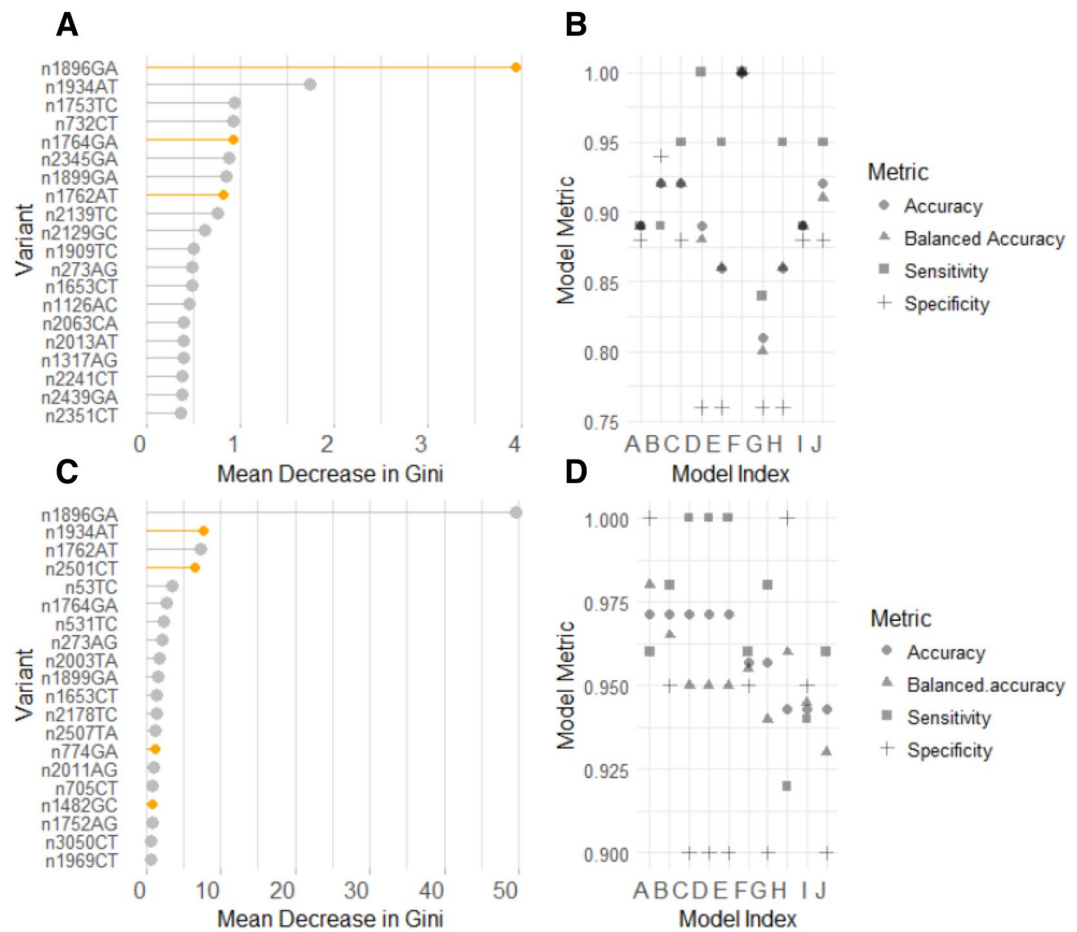 A
n1896GA
n1934AT
n1753TC
n732CT
n1764GA
n2345GA
n1899GA
n1762AT
n2139TC
n2129GC
n1909TC
n273AG
n1653CT
n1126AC
n2063CA
n2013AT
n1317AG
n2241CT
n2439GA
n2351CT
Variant
0 1 2 3 4
Mean Decrease in Gini
B
1.00
0.95
0.90
0.85
0.80
0.75
Model Metric
A B C D E F G H I J
Model Index
Metric
Accuracy
Balanced Accuracy
Sensitivity
Specificity
C
n1896GA
n1934AT
n1762AT
n2501CT
n53TC
n1764GA
n531TC
n273AG
n2003TA
n1899GA
n1653CT
n2178TC
n2507TA
n774GA
n2011AG
n705CT
n1482GC
n1752AG
n3050CT
n1969CT
Variant
0 10 20 30 40 50
Mean Decrease in Gini
D
1.000
0.975
0.950
0.925
0.900
Model Metric
A B C D E F G H I J
Model Index
Metric
Accuracy
Balanced.accuracy
Sensitivity
Specificity